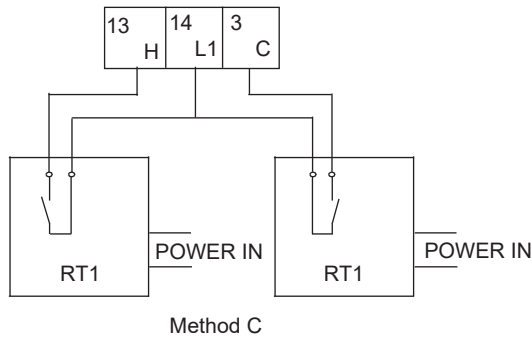 13 14 3
H L1 C
POWER IN POWER IN
RT1 RT1
Method C